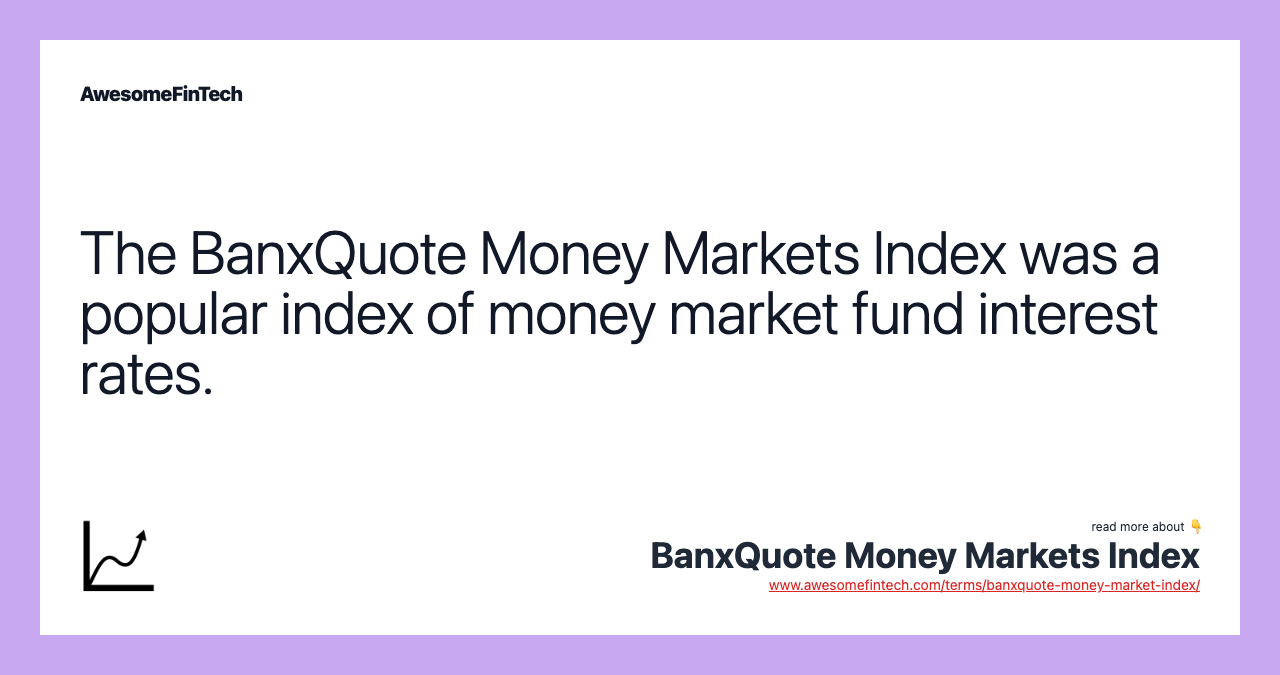 AwesomeFinTech
The BanxQuote Money Markets Index was a
popular index of money market fund interest
rates.
read more about 👇
BanxQuote Money Markets Index
www.awesomefintech.com/terms/banxquote-money-market-index/